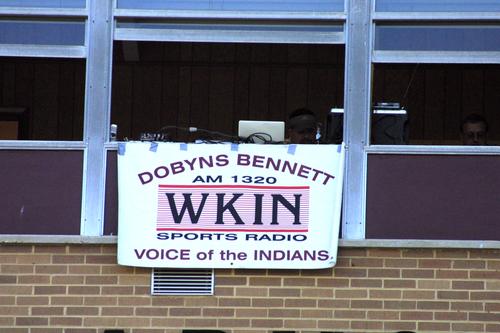 DOBYNS BENNETT
AM 1320
WKIN
SPORTS RADIO
VOICE of the INDIANS